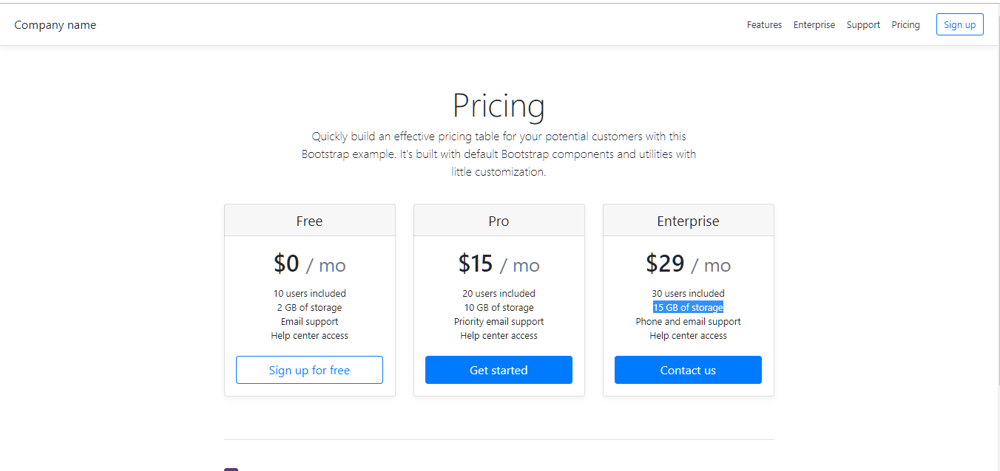 Company name
Features Enterprise Support Pricing Sign up
Pricing
Quickly build an effective pricing table for your potential customers with this
Bootstrap example. It's built with default Bootstrap components and utilities with
little customization.
Free
$0 / mo
10 users included
2 GB of storage
Email support
Help center access
Sign up for free
Pro
$15 / mo
20 users included
10 GB of storage
Priority email support
Help center access
Get started
Enterprise
$29 / mo
30 users included
15 GB of storage
Phone and email support
Help center access
Contact us